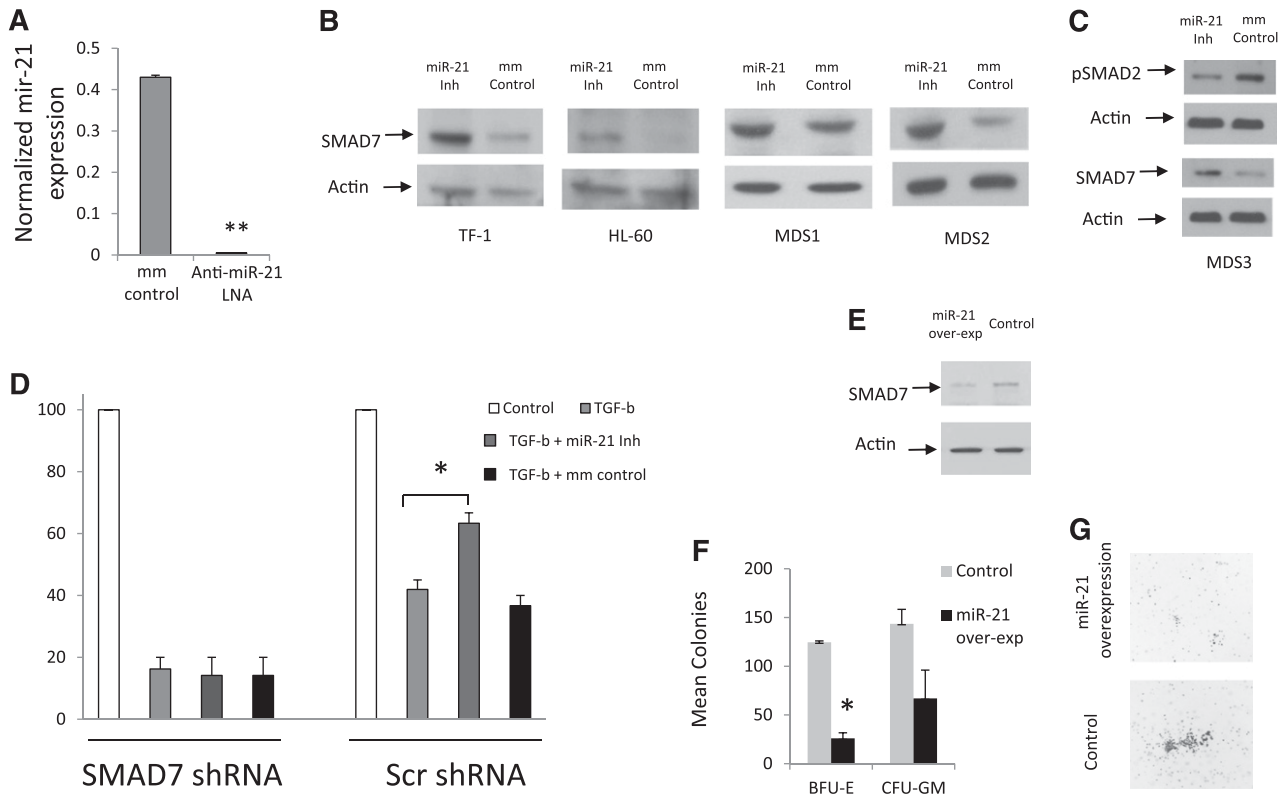 A
Normalized mir-21
expression
0.5
0.4
0.3
0.2
0.1
0
**
mm
control
Anti-miR-21
LNA
B
miR-21
Inh
mm
Control
miR-21
Inh
mm
Control
miR-21
Inh
mm
Control
miR-21
Inh
mm
Control
SMAD7
Actin
TF-1
HL-60
MDS1
MDS2
C
miR-21
Inh
mm
Control
pSMAD2
Actin
SMAD7
Actin
MDS3
D
100
80
60
40
20
0
Control
TGF-b
TGF-b + miR-21 Inh
TGF-b + mm control
*
SMAD7 shRNA
Scr shRNA
E
miR-21
over-exp
Control
SMAD7
Actin
F
Mean Colonies
200
150
100
50
0
Control
miR-21
over-exp
*
BFU-E
CFU-GM
G
miR-21
overexpression
Control